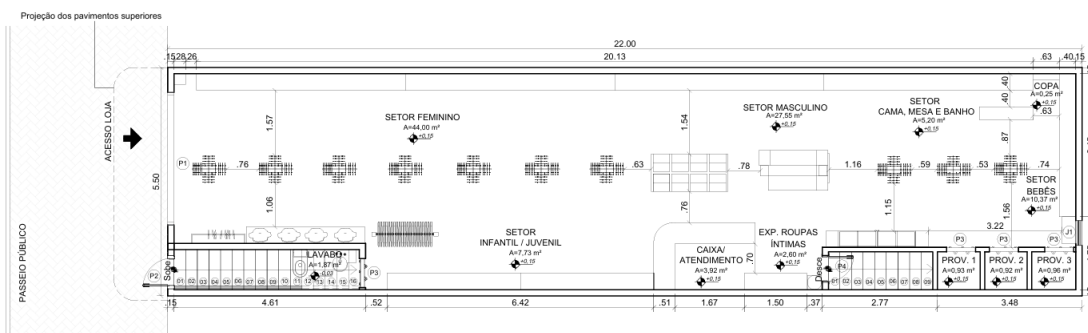 Projeção dos pavimentos superiores
22.00
.15 .28 .26 20.13 .63 .40 .15
ACESSO LOJA
PASSEIO PÚBLICO
5.50
SETOR FEMININO
A=44,00 m²
+0,15
SETOR MASCULINO
A=27,55 m²
+0,15
SETOR
CAMA, MESA E BANHO
A=5,20 m²
+0,15
COPA
A=0,25 m²
+0,15
.63
.40
.40
.87
1.57
1.54
P1
.76
.63
.78
1.16
.59
.53
.74
1.06
.76
1.15
1.56
SETOR
BEBÊS
A=10,37 m²
+0,15
3.22
SETOR
INFANTIL / JUVENIL
A=7,73 m²
+0,15
CAIXA/
ATENDIMENTO
A=3,92 m²
+0,15
.70
EXP. ROUPAS
ÍNTIMAS
A=2,60 m²
+0,15
LAVABO
A=1,87 m²
-0,03
P2
Sobe
01 02 03 04 05 06 07 08 09 10 11 12 13 14 15 16
P3
Desce
P4
01 02 03 04 05 06 07 08 09
P3 P3 P3 J1
PROV. 1
A=0,93 m²
+0,15
PROV. 2
A=0,92 m²
+0,15
PROV. 3
A=0,96 m²
+0,15
.15 4.61 .52 6.42 .51 1.67 1.50 .37 2.77 3.48